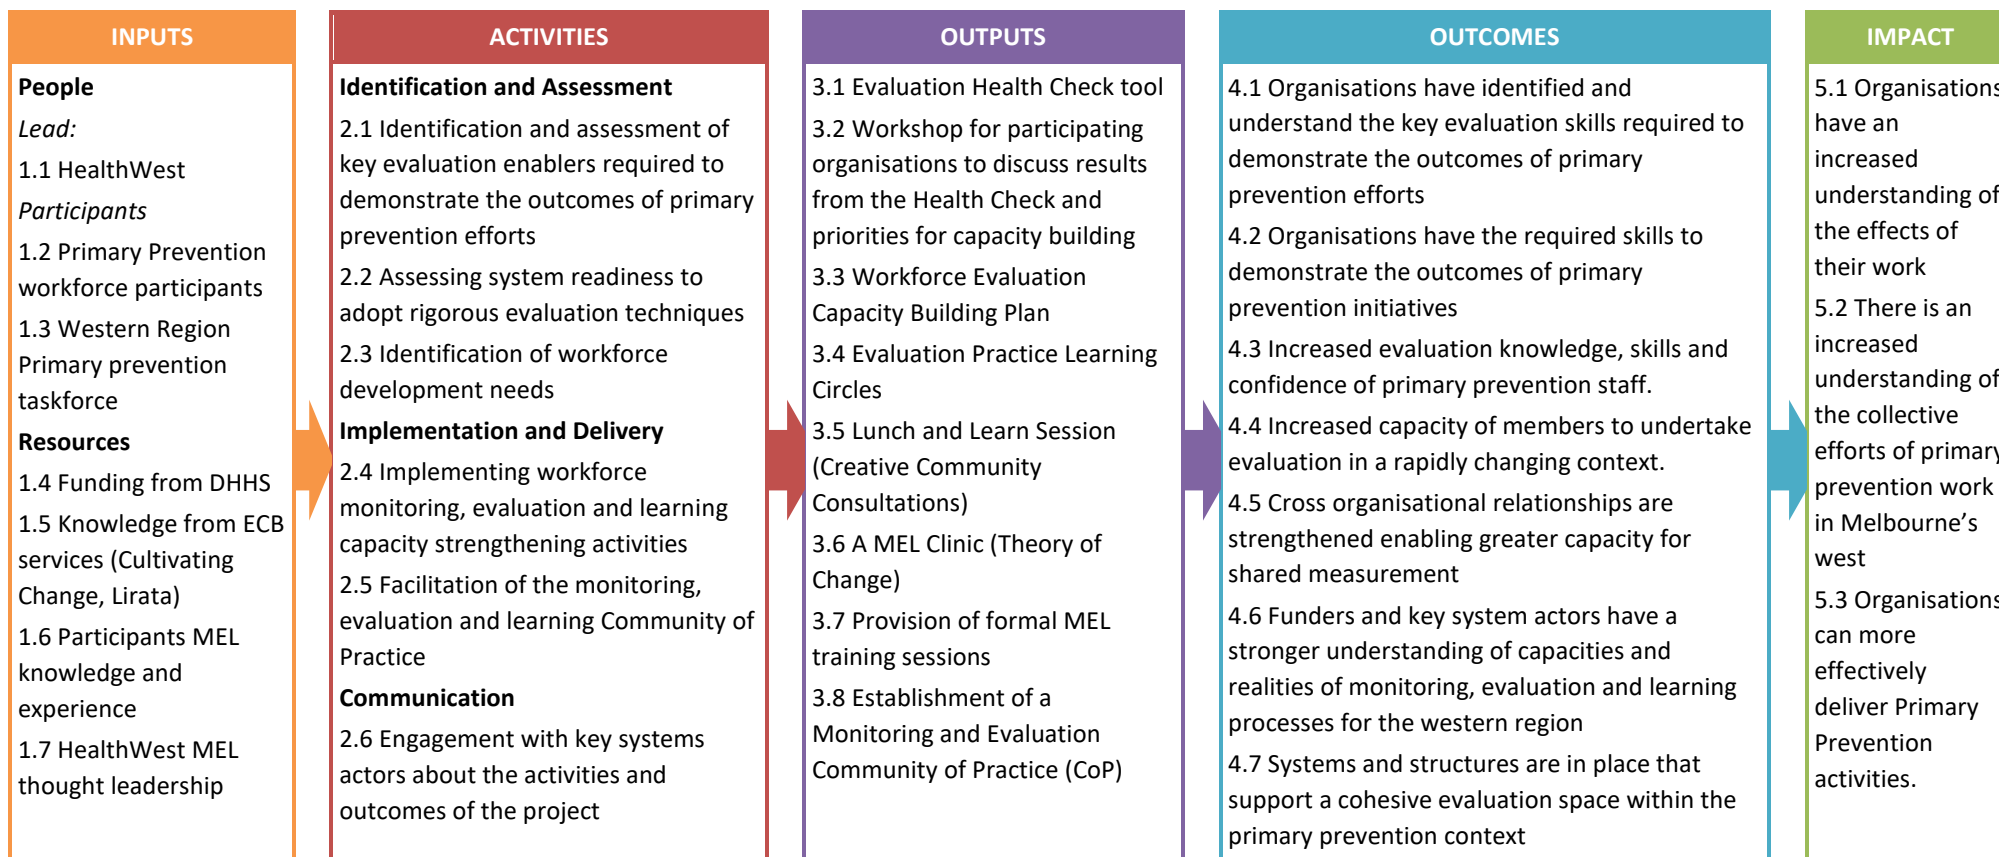 INPUTS
People
Lead:
1.1 HealthWest
Participants
1.2 Primary Prevention
workforce participants
1.3 Western Region
Primary prevention
taskforce
Resources
1.4 Funding from DHHS
1.5 Knowledge from ECB
services (Cultivating
Change, Lirata)
1.6 Participants MEL
knowledge and
experience
1.7 HealthWest MEL
thought leadership
ACTIVITIES
Identification and Assessment
2.1 Identification and assessment of
key evaluation enablers required to
demonstrate the outcomes of primary
prevention efforts
2.2 Assessing system readiness to
adopt rigorous evaluation techniques
2.3 Identification of workforce
development needs
Implementation and Delivery
2.4 Implementing workforce
monitoring, evaluation and learning
capacity strengthening activities
2.5 Facilitation of the monitoring,
evaluation and learning Community of
Practice
Communication
2.6 Engagement with key systems
actors about the activities and
outcomes of the project
OUTPUTS
3.1 Evaluation Health Check tool
3.2 Workshop for participating
organisations to discuss results
from the Health Check and
priorities for capacity building
3.3 Workforce Evaluation
Capacity Building Plan
3.4 Evaluation Practice Learning
Circles
3.5 Lunch and Learn Session
(Creative Community
Consultations)
3.6 A MEL Clinic (Theory of
Change)
3.7 Provision of formal MEL
training sessions
3.8 Establishment of a
Monitoring and Evaluation
Community of Practice (CoP)
OUTCOMES
4.1 Organisations have identified and
understand the key evaluation skills required to
demonstrate the outcomes of primary
prevention efforts
4.2 Organisations have the required skills to
demonstrate the outcomes of primary
prevention initiatives
4.3 Increased evaluation knowledge, skills and
confidence of primary prevention staff.
4.4 Increased capacity of members to undertake
evaluation in a rapidly changing context.
4.5 Cross organisational relationships are
strengthened enabling greater capacity for
shared measurement
4.6 Funders and key system actors have a
stronger understanding of capacities and
realities of monitoring, evaluation and learning
processes for the western region
4.7 Systems and structures are in place that
support a cohesive evaluation space within the
primary prevention context
IMPACT
5.1 Organisations
have an
increased
understanding of
the effects of
their work
5.2 There is an
increased
understanding of
the collective
efforts of primary
prevention work
in Melbourne’s
west
5.3 Organisations
can more
effectively
deliver Primary
Prevention
activities.